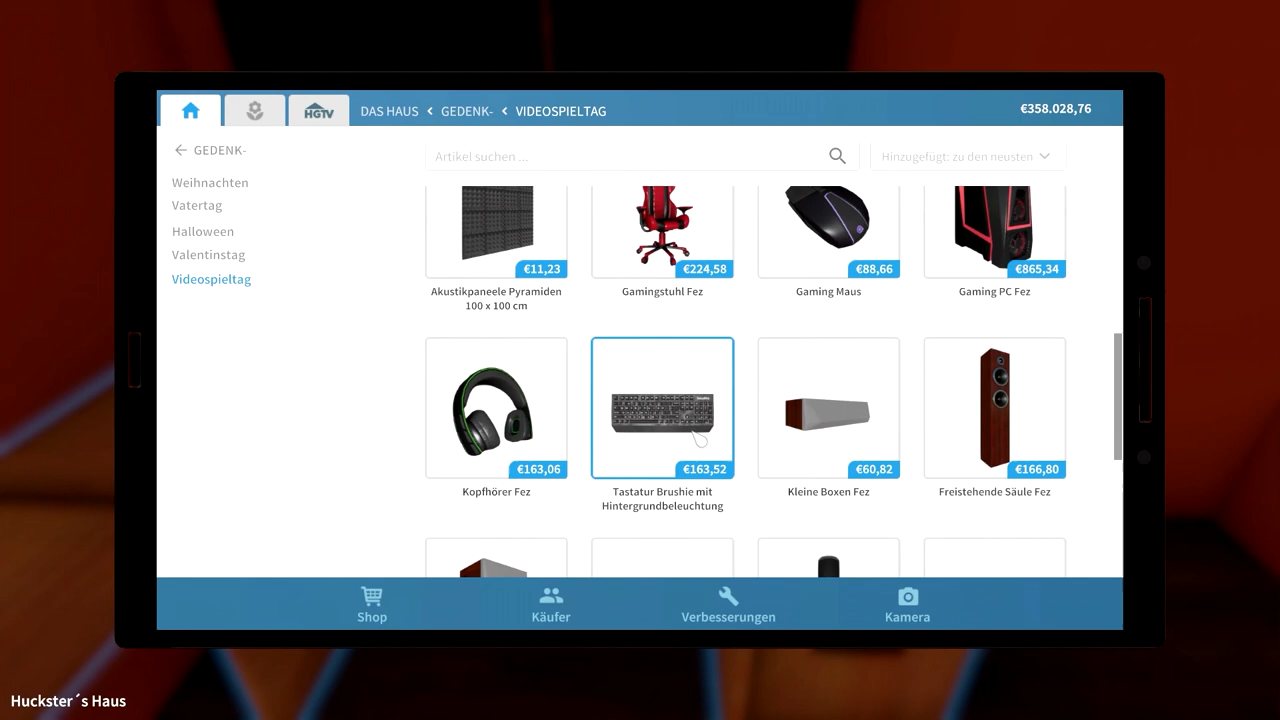 HGTV
DAS HAUS < GEDENK- < VIDEOSPIELTAG
€358.028,76
GEDENK-
Weihnachten
Vatertag
Halloween
Valentinstag
Videospieltag
Artikel suchen ...
Hinzugefügt: zu den neusten
€11,23
€224,58
€88,66
€865,34
Akustikpaneele Pyramiden
100 x 100 cm
Gamingstuhl Fez
Gaming Maus
Gaming PC Fez
€163,06
€163,52
€60,82
€166,80
Kopfhörer Fez
Tastatur Brushie mit
Hintergrundbeleuchtung
Kleine Boxen Fez
Freistehende Säule Fez
Shop
Käufer
Verbesserungen
Kamera
Huckster´s Haus